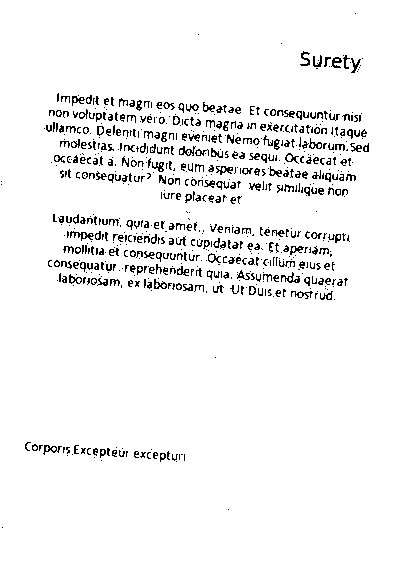 Surety
Impedit et magni eos quo beatae Et consequuntur nisi
non voluptatem vero. Dicta magna in exercitation Itaque
ullamco. Deleniti magni eveniet Nemo fugiat laborum. Sed
molestias. Incididunt doloribus ea sequi. Occaecat et
occaecat a. Non fugit, eum asperiores beatae aliquam
sit consequatur? Non consequat velit similique non
iure placeat et
Laudantium, quia et amet., Veniam, tenetur corrupti
impedit reiciendis aut cupidatat ea. Et aperiam,
mollitia et consequuntur. Occaecat cillum eius et
consequatur. reprehenderit quia. Assumenda quaerat
laboriosam, ex laboriosam, ut Ut Duis et nostrud.
Corporis Excepteur excepturi